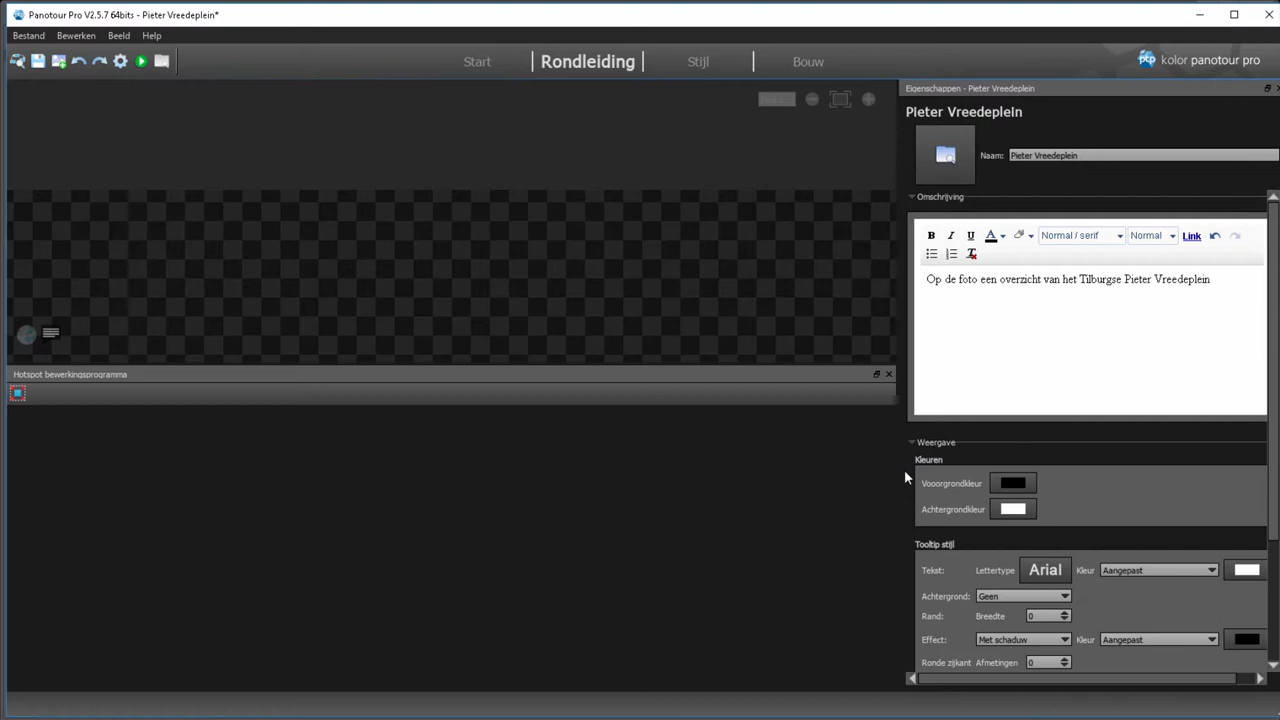 Panotour Pro V2.5.7 64bits - Pieter Vreedeplein*
Bestand Bewerken Beeld Help
Start Rondleiding Stijl Bouw
kolor panotour pro
Eigenschappen - Pieter Vreedeplein
Pieter Vreedeplein
Naam: Pieter Vreedeplein
Omschrijving
B I U A Normal / serif Normal Link
Op de foto een overzicht van het Tilburgse Pieter Vreedeplein
Hotspot bewerkingsprogramma
Weergave
Kleuren
Vooorgrondkleur
Achtergrondkleur
Tooltip stijl
Tekst: Lettertype Arial Kleur Aangepast
Achtergrond: Geen
Rand: Breedte 0
Effect: Met schaduw Kleur Aangepast
Ronde zijkant Afmetingen 0